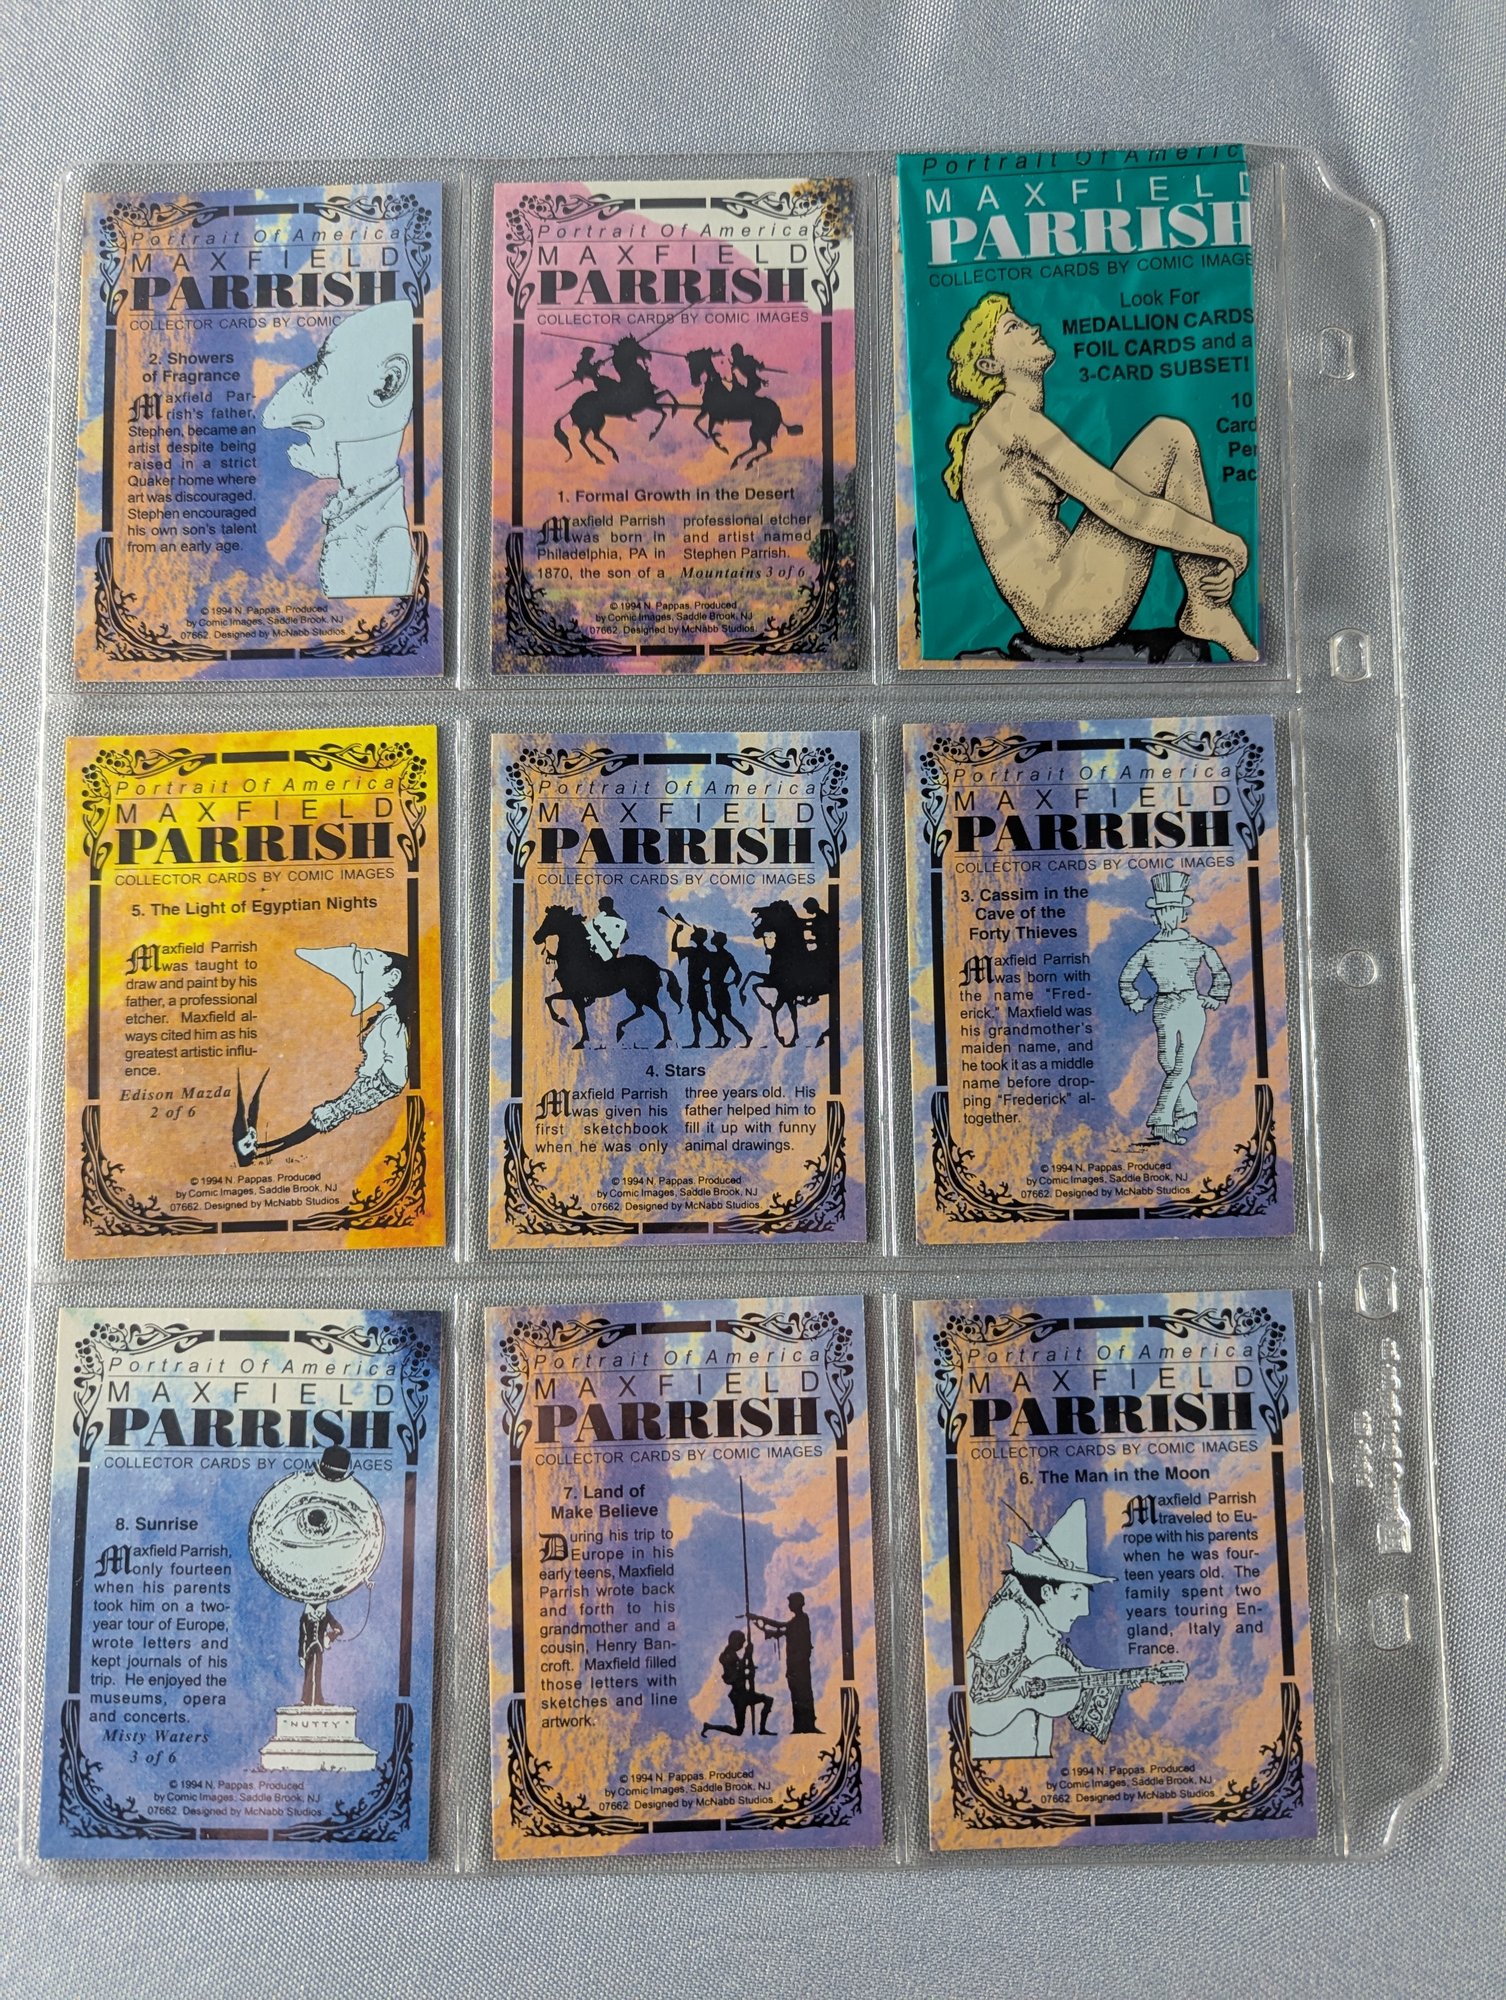 Portrait Of America
MAXFIELD
PARRISH
COLLECTOR CARDS BY COMIC
2. Showers
of Fragrance
Maxfield Par-
rish's father,
Stephen, became an
artist despite being
raised in a strict
Quaker home where
art was discouraged.
Stephen encouraged
his own son's talent
from an early age.
© 1994 N. Pappas. Produced
by Comic Images, Saddle Brook, NJ
07662. Designed by McNabb Studios.
Portrait Of America
MAXFIELD
PARRISH
COLLECTOR CARDS BY COMIC IMAGES
1. Formal Growth in the Desert
Maxfield Parrish
was born in
Philadelphia, PA in
1870, the son of a
professional etcher
and artist named
Stephen Parrish.
Mountains 3 of 6
© 1994 N. Pappas. Produced
by Comic Images, Saddle Brook, NJ
07662. Designed by McNabb Studios.
Portrait Of Americ
MAXFIELD
PARRISH
COLLECTOR CARDS BY COMIC IMAGE
Look For
MEDALLION CARDS
FOIL CARDS and a
3-CARD SUBSET!
10
Card
Per
Pac
Portrait Of America
MAXFIELD
PARRISH
COLLECTOR CARDS BY COMIC IMAGES
5. The Light of Egyptian Nights
Maxfield Parrish
was taught to
draw and paint by his
father, a professional
etcher. Maxfield al-
ways cited him as his
greatest artistic influ-
ence.
Edison Mazda
2 of 6
© 1994 N. Pappas. Produced
by Comic Images, Saddle Brook, NJ
07662. Designed by McNabb Studios.
Portrait Of America
MAXFIELD
PARRISH
COLLECTOR CARDS BY COMIC IMAGES
4. Stars
Maxfield Parrish
was given his
first sketchbook
when he was only
three years old. His
father helped him to
fill it up with funny
animal drawings.
© 1994 N. Pappas. Produced
by Comic Images, Saddle Brook, NJ
07662. Designed by McNabb Studios.
Portrait Of America
MAXFIELD
PARRISH
COLLECTOR CARDS BY COMIC IMAGES
3. Cassim in the
Cave of the
Forty Thieves
Maxfield Parrish
was born with
the name "Fred-
erick." Maxfield was
his grandmother's
maiden name, and
he took it as a middle
name before drop-
ping "Frederick" al-
together.
© 1994 N. Pappas. Produced
by Comic Images, Saddle Brook, NJ
07662. Designed by McNabb Studios.
Portrait Of America
MAXFIELD
PARRISH
COLLECTOR CARDS BY COM IMAGES
8. Sunrise
Maxfield Parrish,
only fourteen
when his parents
took him on a two-
year tour of Europe,
wrote letters and
kept journals of his
trip. He enjoyed the
museums, opera
and concerts.
Misty Waters
3 of 6
"NUTTY"
© 1994 N. Pappas. Produced
by Comic Images, Saddle Brook, NJ
07662. Designed by McNabb Studios.
Portrait Of America
MAXFIELD
PARRISH
COLLECTOR CARDS BY COMIC IMAGES
7. Land of
Make Believe
During his trip to
Europe in his
early teens, Maxfield
Parrish wrote back
and forth to his
grandmother and a
cousin, Henry Ban-
croft. Maxfield filled
those letters with
sketches and line
artwork.
© 1994 N. Pappas. Produced
by Comic Images, Saddle Brook, NJ
07662. Designed by McNabb Studios.
Portrait Of America
MAXFIELD
PARRISH
COLLECTOR CARDS BY COMIC IMAGES
6. The Man in the Moon
Maxfield Parrish
traveled to Eu-
rope with his parents
when he was four-
teen years old. The
family spent two
years touring En-
gland, Italy and
France.
© 1994 N. Pappas. Produced
by Comic Images, Saddle Brook, NJ
07662. Designed by McNabb Studios.